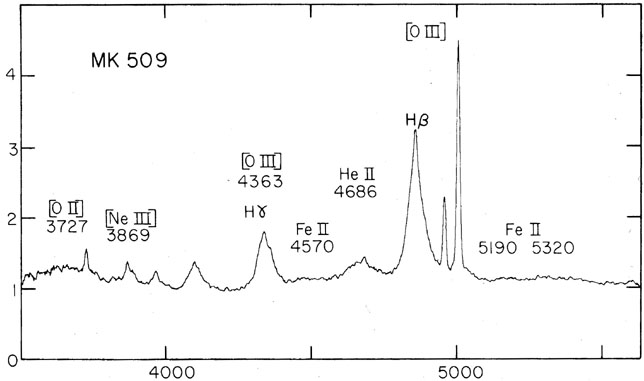 [O III]
MK 509
4
Hβ
3
[O III]
4363
He II
4686
[O II]
3727
[Ne III]
3869
Hγ
Fe II
4570
Fe II
5190 5320
2
1
0
4000
5000